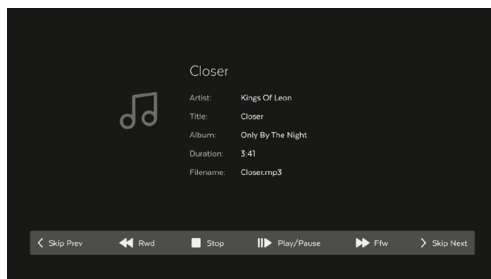 Closer
Artist: Kings Of Leon
Title: Closer
Album: Only By The Night
Duration: 3:41
Filename: Closer.mp3
Skip Prev Rwd Stop Play/Pause Ffw Skip Next